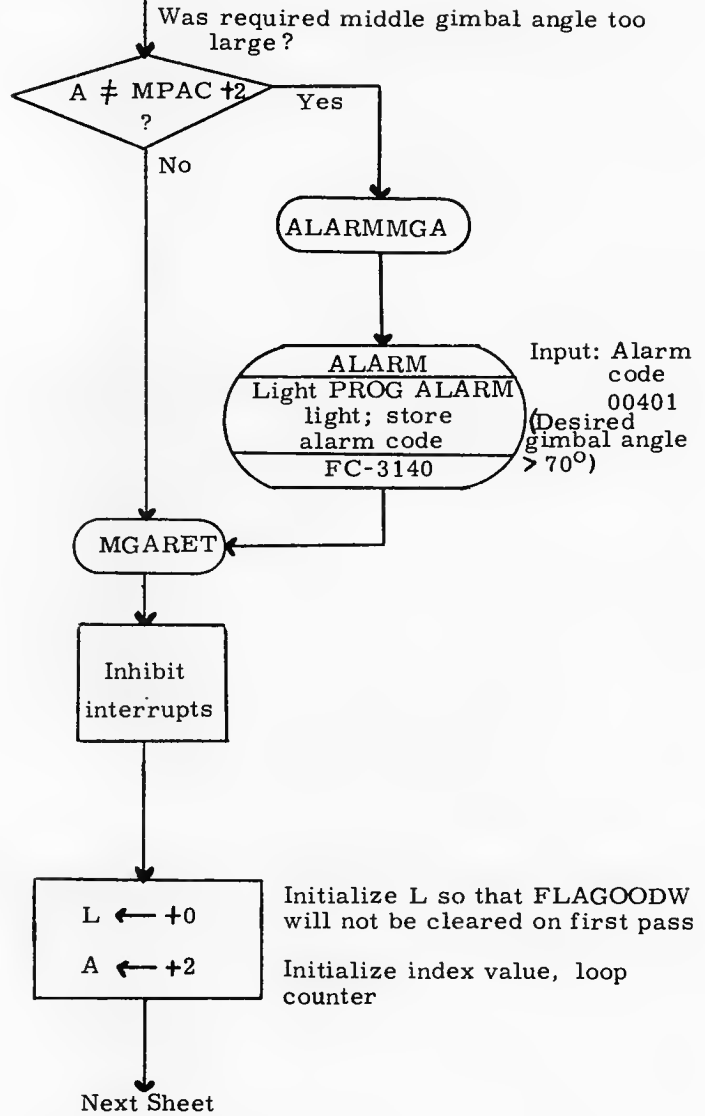 Was required middle gimbal angle too
large?
A ≠ MPAC +2
?
Yes
No
ALARMMGA
ALARM
Light PROG ALARM
light; store
alarm code
FC-3140
Input: Alarm
code
00401
(Desired
gimbal angle
> 70°)
MGARET
Inhibit
interrupts
L ← +0
A ← +2
Initialize L so that FLAGOODW
will not be cleared on first pass
Initialize index value, loop
counter
Next Sheet